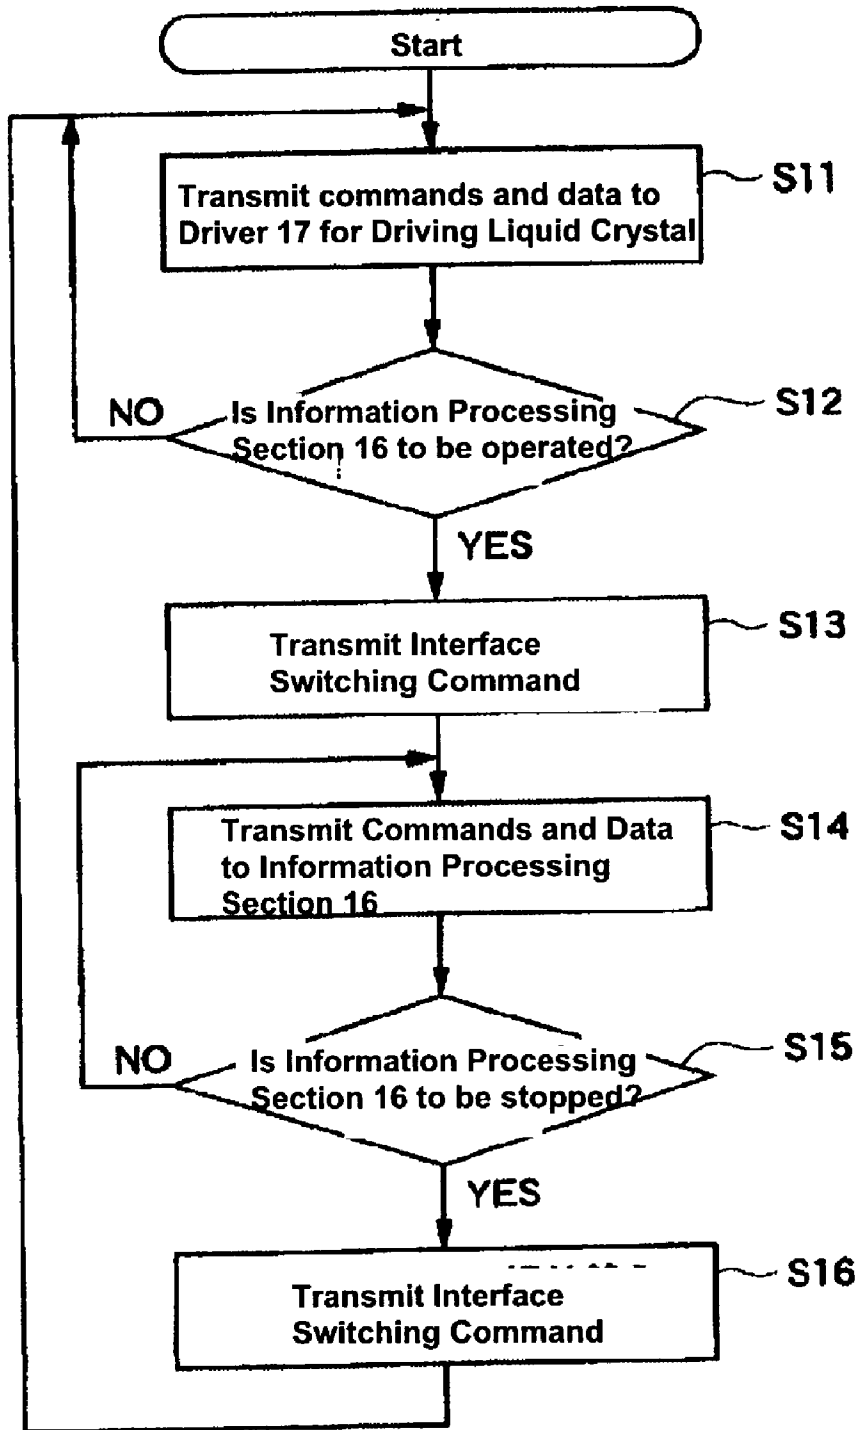 Start
Transmit commands and data to
Driver 17 for Driving Liquid Crystal
S11
Is Information Processing
Section 16 to be operated?
S12
NO
YES
Transmit Interface
Switching Command
S13
Transmit Commands and Data
to Information Processing
Section 16
S14
Is Information Processing
Section 16 to be stopped?
S15
NO
YES
Transmit Interface
Switching Command
S16